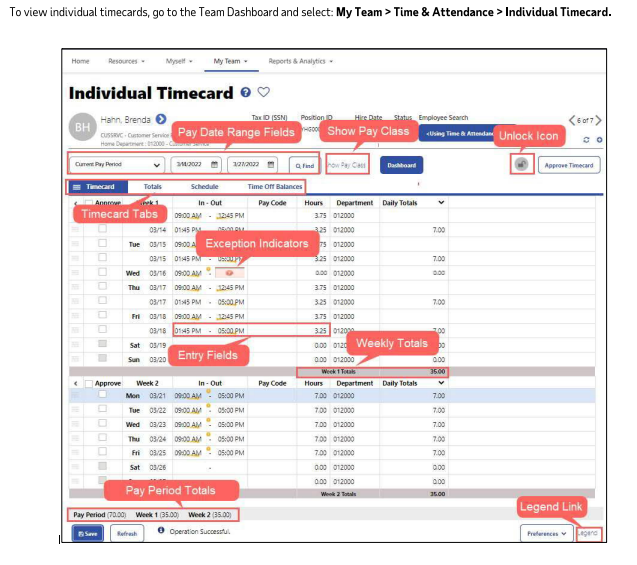 To view individual timecards, go to the Team Dashboard and select: My Team > Time & Attendance > Individual Timecard.
Home Resources Myself My Team Reports & Analytics
Individual Timecard
BH Hahn, Brenda Tax ID (SSN) Position ID Hire Date Status Employee Search 6 of 7
CUSSRVC - Customer Service <Using Time & Attendan
Home Department : 312000 - Customer Service
Pay Date Range Fields Show Pay Class Unlock Icon
Current Pay Period 3/14/2022 3/27/2022 Find how Pay Class Dashboard Approve Timecard
Timecard Totals Schedule Time Off Balances
Approve Week 1 In - Out Pay Code Hours Department Daily Totals
Timecard Tabs 09:00 AM - 12:45 PM 3.75 012000
03/14 01:45 PM - 05:00 PM 3.25 012000 7.00
Tue 03/15 09:00 A 3.75 012000
Exception Indicators
03/15 01:45 PM - 05:00 PM 3.25 012000 7.00
Wed 03/16 09:00 AM - 0.00 012000 0.00
Thu 03/17 09:00 AM - 12:45 PM 3.75 012000
03/17 01:45 PM - 05:00 PM 3.25 012000 7.00
Fri 03/18 09:00 AM - 12:45 PM 3.75 012000
03/18 01:45 PM - 05:00 PM 3.25 012000 7.00
Sat 03/19 0.00 012
Entry Fields Weekly Totals
Sun 03/20 0.00 012000 0.00
Week 1 Totals 35.00
Approve Week 2 In - Out Pay Code Hours Department Daily Totals
Mon 03/21 09:00 AM - 05:00 PM 7.00 012000 7.00
Tue 03/22 09:00 AM - 05:00 PM 7.00 012000 7.00
Wed 03/23 09:00 AM - 05:00 PM 7.00 012000 7.00
Thu 03/24 09:00 AM - 05:00 PM 7.00 012000 7.00
Fri 03/25 09:00 AM - 05:00 PM 7.00 012000 7.00
Sat 03/26 - 0.00 012000 0.00
0.00 012000 0.00
Pay Period Totals
Week 2 Totals 35.00
Legend Link
Pay Period (70.00) Week 1 (35.00) Week 2 (35.00)
Save Refresh Operation Successful. Preferences Legend